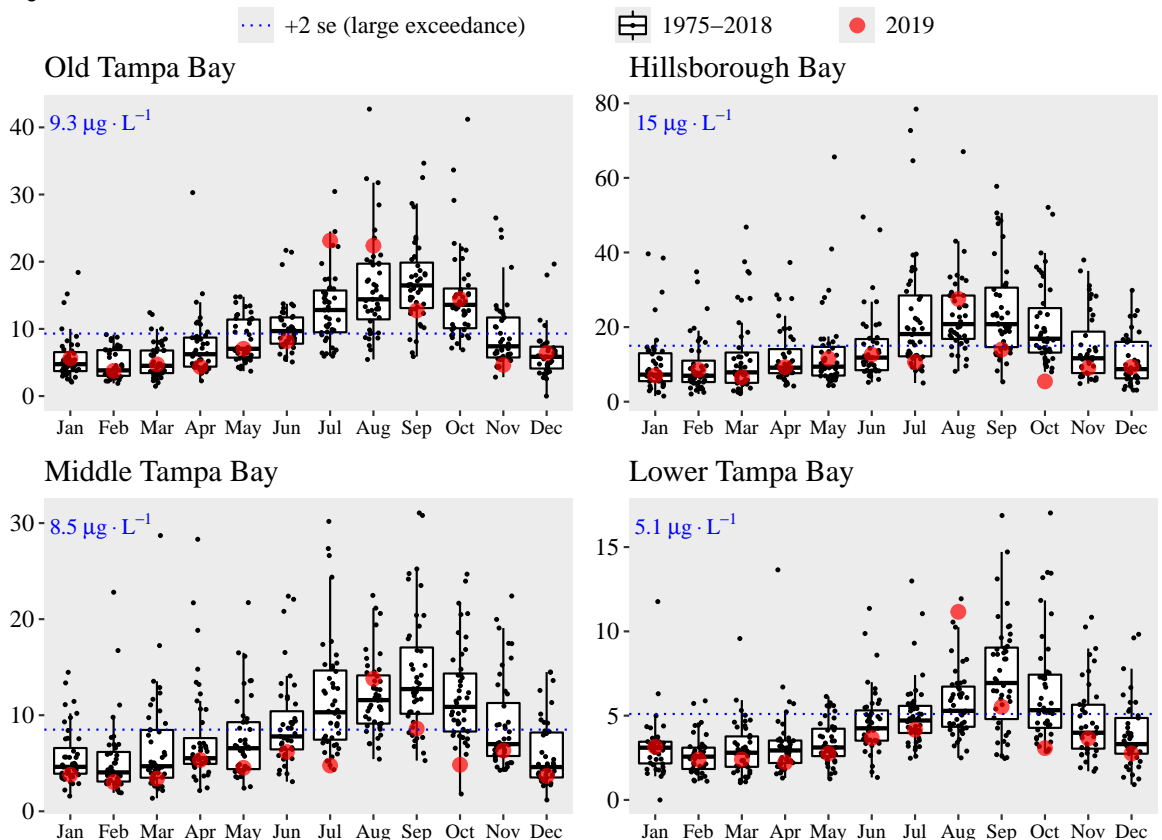 +2 se (large exceedance) 1975–2018 2019
Old Tampa Bay
9.3 μg · L⁻¹
40
30
20
10
0
Jan Feb Mar Apr May Jun Jul Aug Sep Oct Nov Dec
Hillsborough Bay
15 μg · L⁻¹
80
60
40
20
0
Jan Feb Mar Apr May Jun Jul Aug Sep Oct Nov Dec
Middle Tampa Bay
8.5 μg · L⁻¹
30
20
10
0
Jan Feb Mar Apr May Jun Jul Aug Sep Oct Nov Dec
Lower Tampa Bay
5.1 μg · L⁻¹
15
10
5
0
Jan Feb Mar Apr May Jun Jul Aug Sep Oct Nov Dec